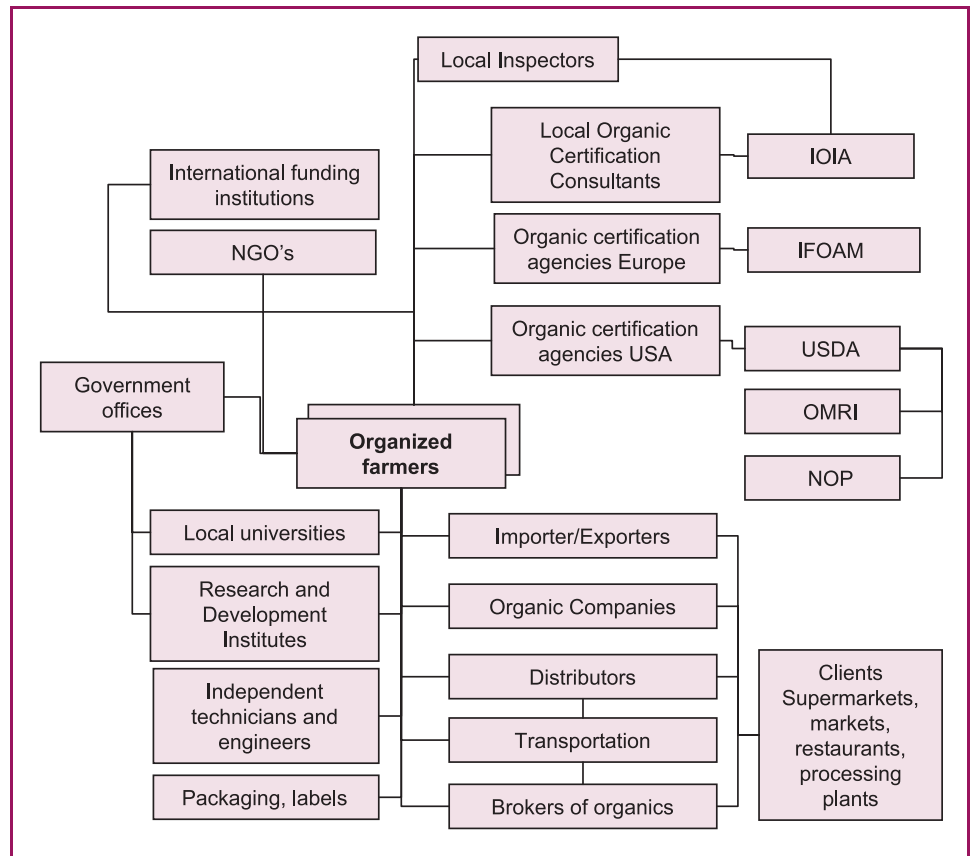 Local Inspectors
Local Organic
Certification
Consultants
IOIA
International funding
institutions
NGO's
Organic certification
agencies Europe
IFOAM
Organic certification
agencies USA
USDA
OMRI
NOP
Government
offices
Organized
farmers
Local universities
Research and
Development
Institutes
Independent
technicians and
engineers
Packaging, labels
Importer/Exporters
Organic Companies
Distributors
Transportation
Brokers of organics
Clients
Supermarkets,
markets,
restaurants,
processing
plants